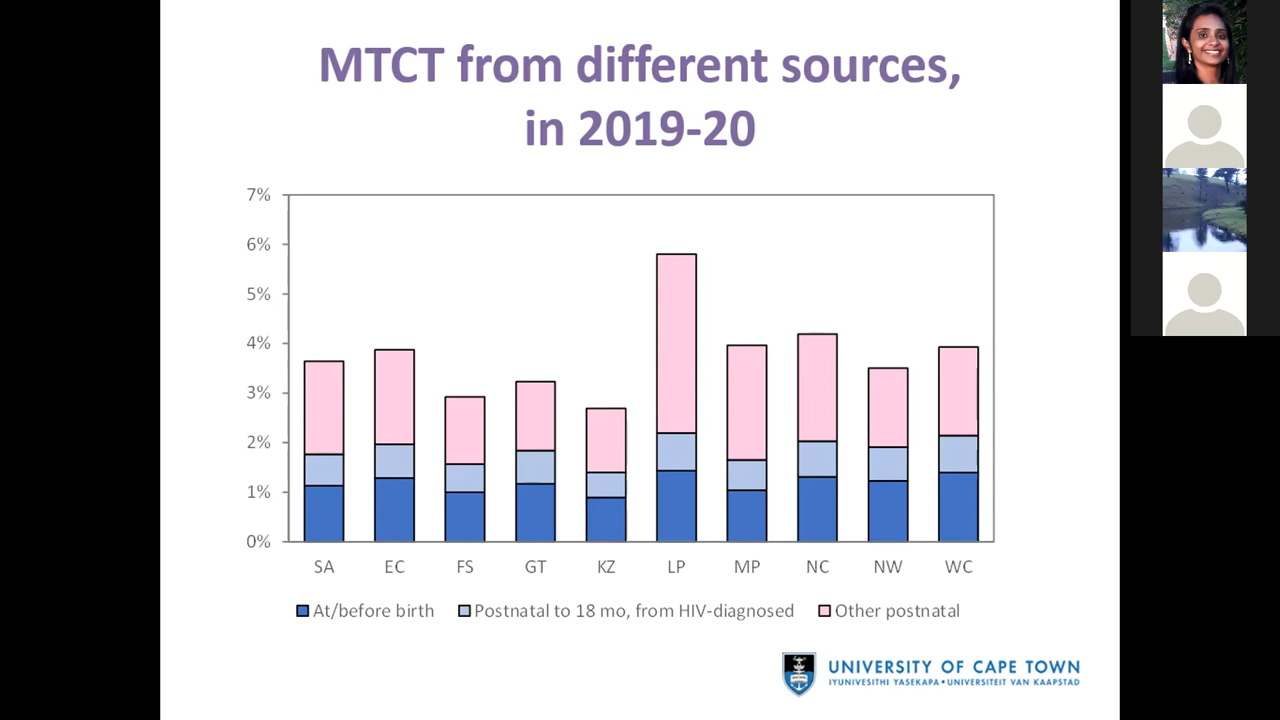 MTCT from different sources,
in 2019-20
7%
6%
5%
4%
3%
2%
1%
0%
SA EC FS GT KZ LP MP NC NW WC
At/before birth Postnatal to 18 mo, from HIV-diagnosed Other postnatal
UNIVERSITY OF CAPE TOWN
IYUNIVESITHI YASEKAPA • UNIVERSITEIT VAN KAAPSTAD